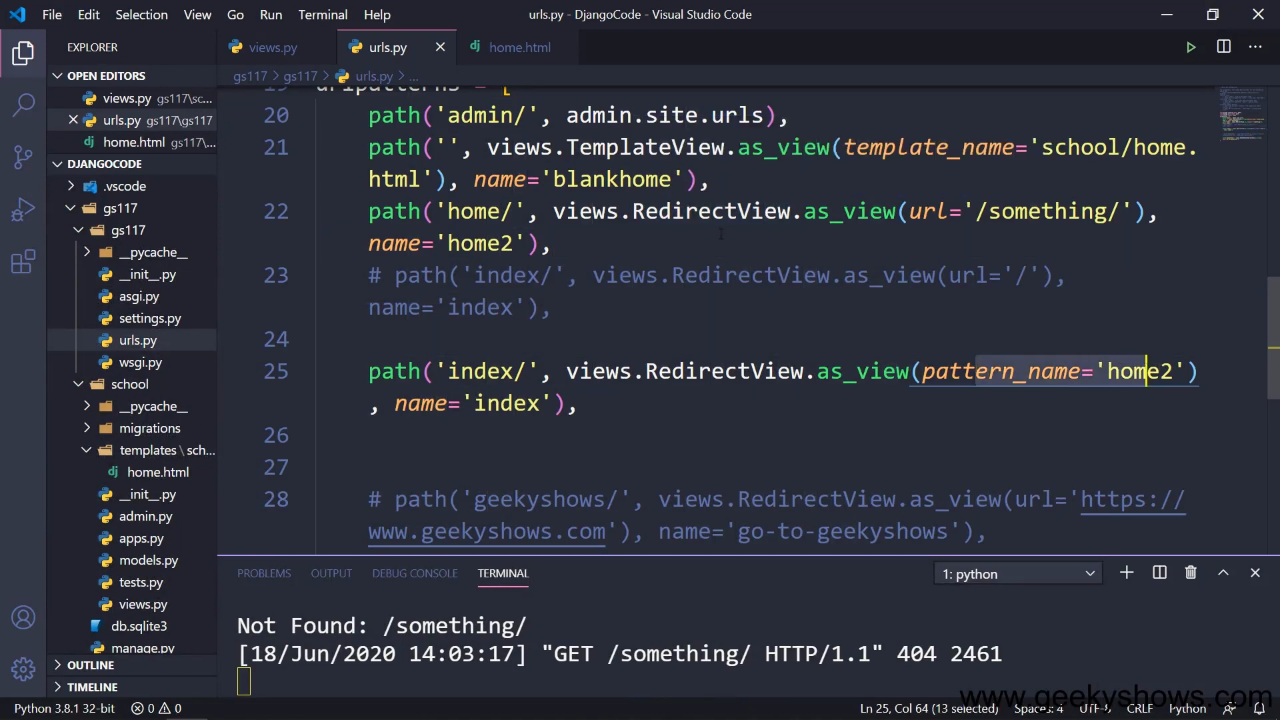 File Edit Selection View Go Run Terminal Help urls.py - DjangoCode - Visual Studio Code
EXPLORER views.py urls.py home.html
gs117 > gs117 > urls.py > ...
OPEN EDITORS
views.py gs117\sc...
urls.py gs117\gs117
home.html
DJANGOCODE
.vscode
gs117
gs117
__pycache__
__init__.py
asgi.py
settings.py
urls.py
wsgi.py
school
__pycache__
migrations
templates \ sch...
home.html
__init__.py
admin.py
apps.py
models.py
tests.py
views.py
db.sqlite3
manage.py
OUTLINE
TIMELINE
19 urlpatterns = [
20 path('admin/', admin.site.urls),
21 path('', views.TemplateView.as_view(template_name='school/home.
html'), name='blankhome'),
22 path('home/', views.RedirectView.as_view(url='/something/'),
name='home2'),
23 # path('index/', views.RedirectView.as_view(url='/'),
name='index'),
24
25 path('index/', views.RedirectView.as_view(pattern_name='home2')
, name='index'),
26
27
28 # path('geekyshows/', views.RedirectView.as_view(url='https://
www.geekyshows.com'), name='go-to-geekyshows'),
PROBLEMS OUTPUT DEBUG CONSOLE TERMINAL 1: python
Not Found: /something/
[18/Jun/2020 14:03:17] "GET /something/ HTTP/1.1" 404 2461
www.geekyshows.com
Python 3.8.1 32-bit 0 0 Ln 25, Col 64 (13 selected) Spaces: 4 UTF-8 CRLF Python